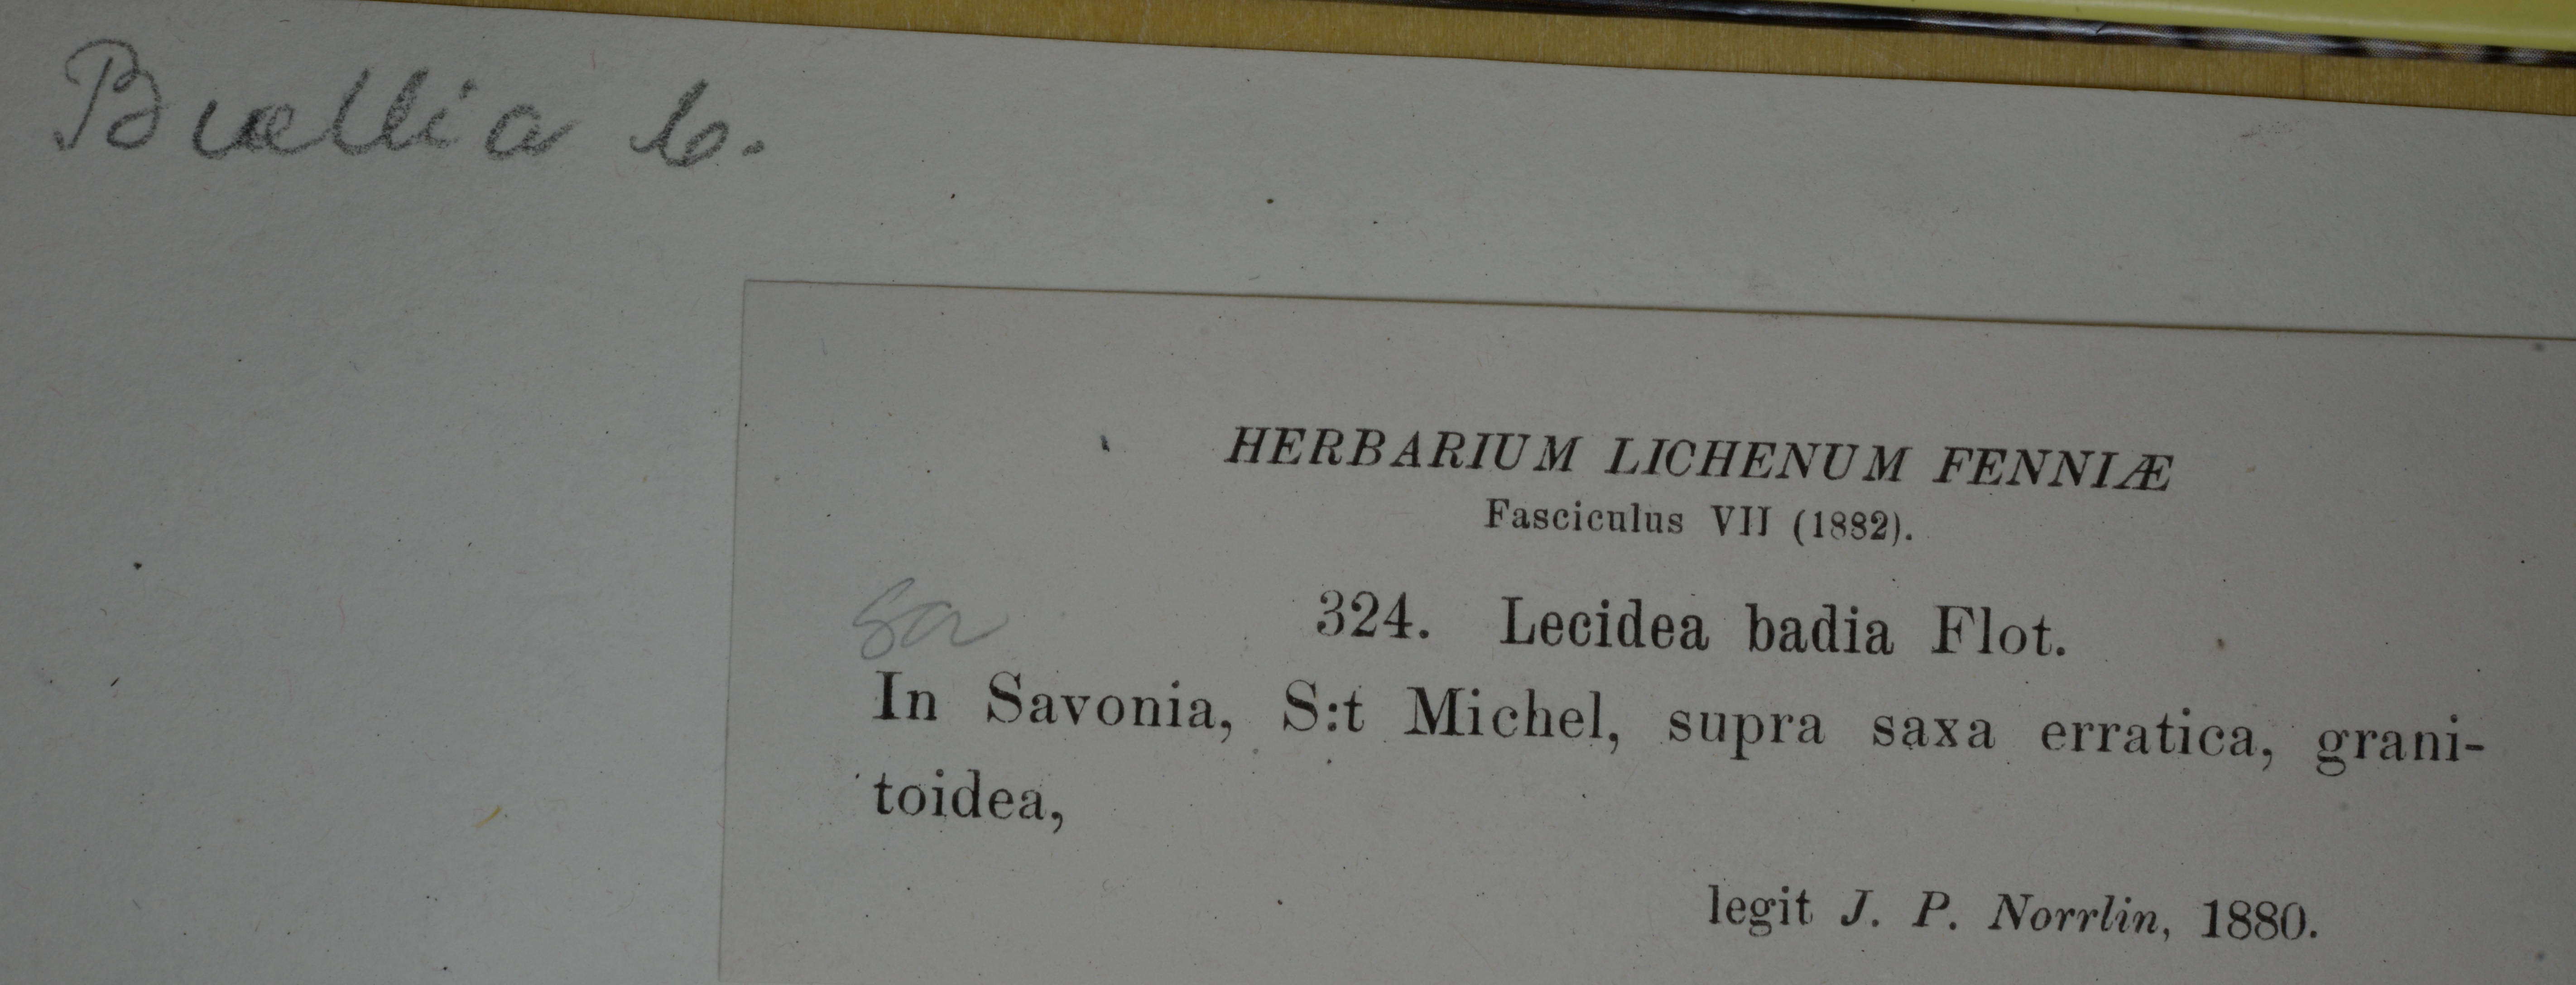 Buellia b.
HERBARIUM LICHENUM FENNIÆ
Fasciculus VII (1882).
Sa
324. Lecidea badia Flot.
In Savonia, S:t Michel, supra saxa erratica, grani-
toidea,
legit J. P. Norrlin, 1880.